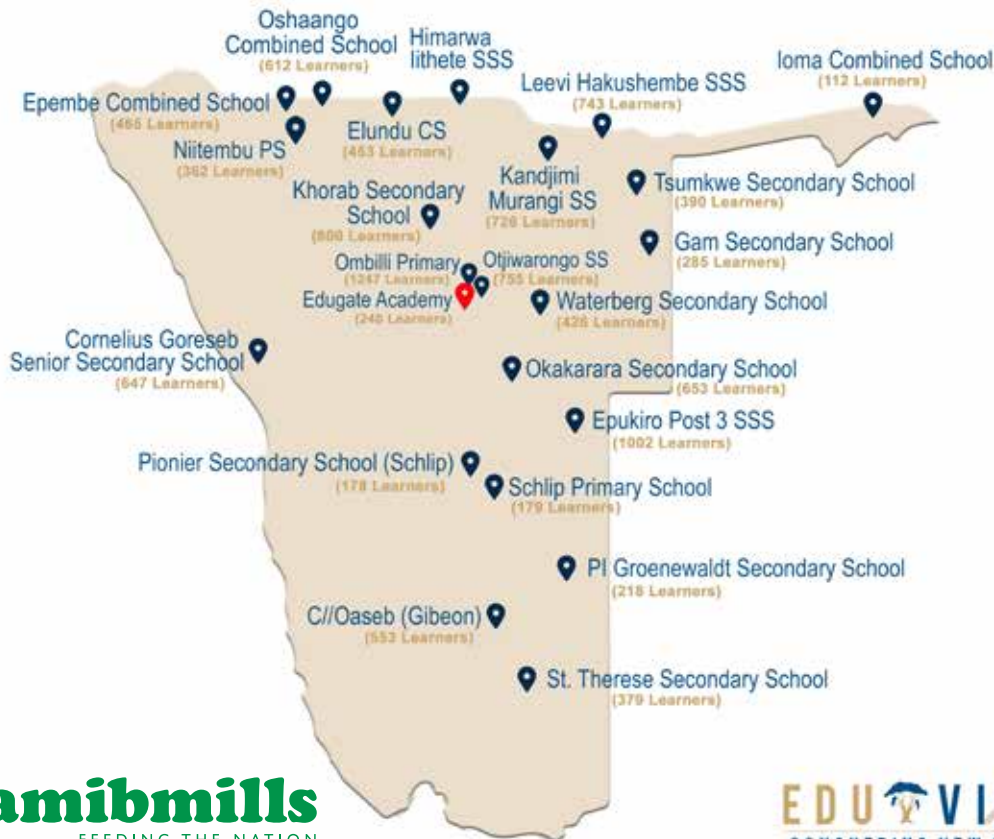 Oshaango
Combined School
(612 Learners)
Himarwa
Iithete SSS
Leevi Hakushembe SSS
(743 Learners)
Ioma Combined School
(112 Learners)
Epembe Combined School
(465 Learners)
Niitembu PS
(362 Learners)
Elundu CS
(453 Learners)
Kandjimi
Murangi SS
(726 Learners)
Tsumkwe Secondary School
(390 Learners)
Khorab Secondary
School
Gam Secondary School
(285 Learners)
Ombilli Primary
(1247 Learners)
Otjiwarongo SS
(755 Learners)
Edugate Academy
(240 Learners)
Waterberg Secondary School
(426 Learners)
Cornelius Goreseb
Senior Secondary School
(647 Learners)
Okakarara Secondary School
(653 Learners)
Epukiro Post 3 SSS
(1002 Learners)
Pionier Secondary School (Schlip)
(178 Learners)
Schlip Primary School
(179 Learners)
PI Groenewaldt Secondary School
(218 Learners)
C//Oaseb (Gibeon)
(553 Learners)
St. Therese Secondary School
(379 Learners)
amibmills
FEEDING THE NATION
EDU VI